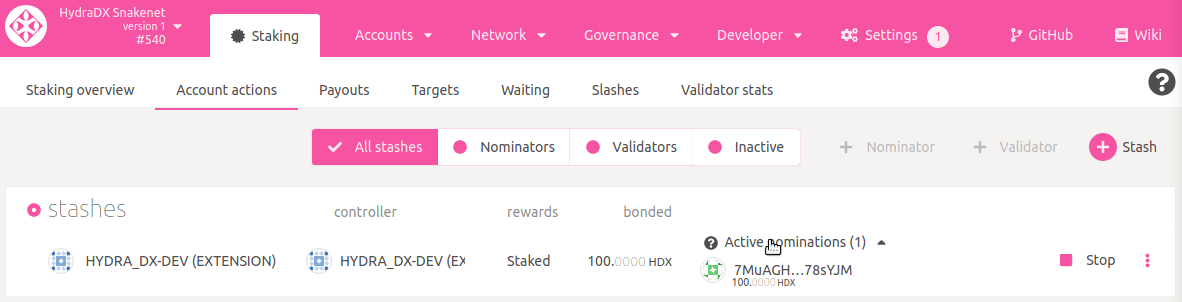 HydraDX Snakenet
version 1
#540
Staking
Accounts
Network
Governance
Developer
Settings
1
GitHub
Wiki
Staking overview
Account actions
Payouts
Targets
Waiting
Slashes
Validator stats
?
All stashes
Nominators
Validators
Inactive
+ Nominator
+ Validator
+ Stash
stashes
controller
rewards
bonded
HYDRA_DX-DEV (EXTENSION)
HYDRA_DX-DEV (EX
Staked
100.0000 HDX
? Active nominations (1)
7MuAGH...78sYJM
100.0000 HDX
Stop